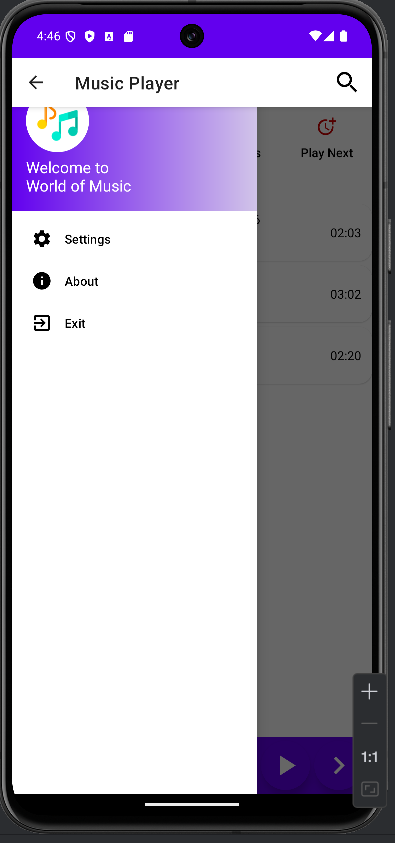 4:46
Music Player
Welcome to
World of Music
Play Next
02:03
Settings
About
03:02
Exit
02:20
1:1